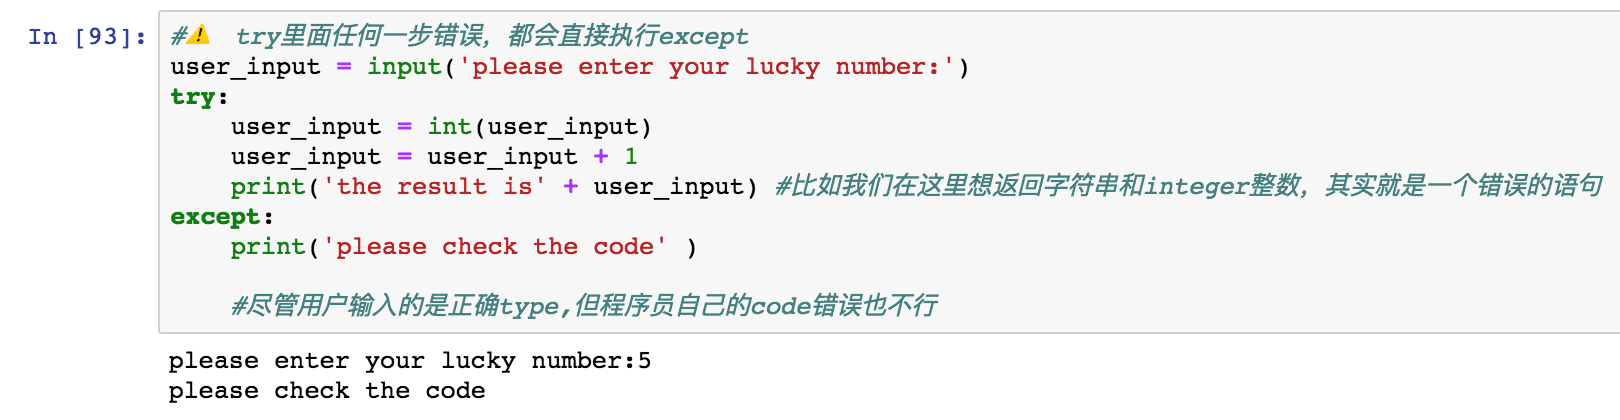 In [93]: #⚠️ try里面任何一步错误，都会直接执行except
user_input = input('please enter your lucky number:')
try:
    user_input = int(user_input)
    user_input = user_input + 1
    print('the result is' + user_input) #比如我们在这里想返回字符串和integer整数，其实就是一个错误的语句
except:
    print('please check the code' )
    #尽管用户输入的是正确type,但程序员自己的code错误也不行
please enter your lucky number:5
please check the code